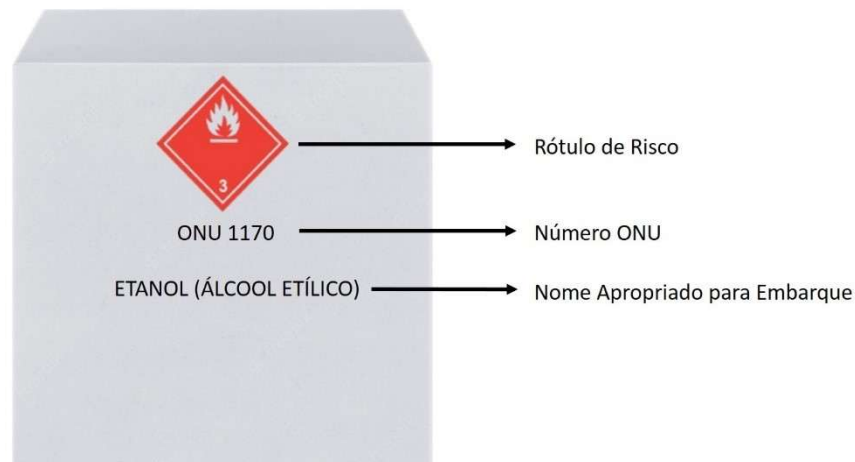 3
Rótulo de Risco
ONU 1170
Número ONU
ETANOL (ÁLCOOL ETÍLICO)
Nome Apropriado para Embarque